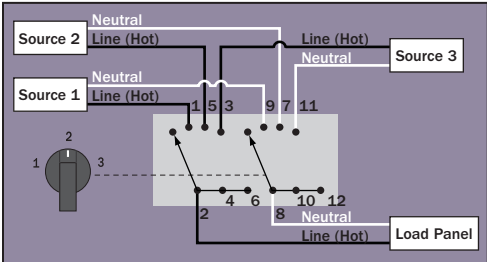 Neutral
Source 2
Line (Hot)
Line (Hot)
Neutral
Source 3
Neutral
Source 1
Line (Hot)
1 5 3 9 7 11
2
1 3
4 6 10 12
2 8
Neutral
Line (Hot)
Load Panel